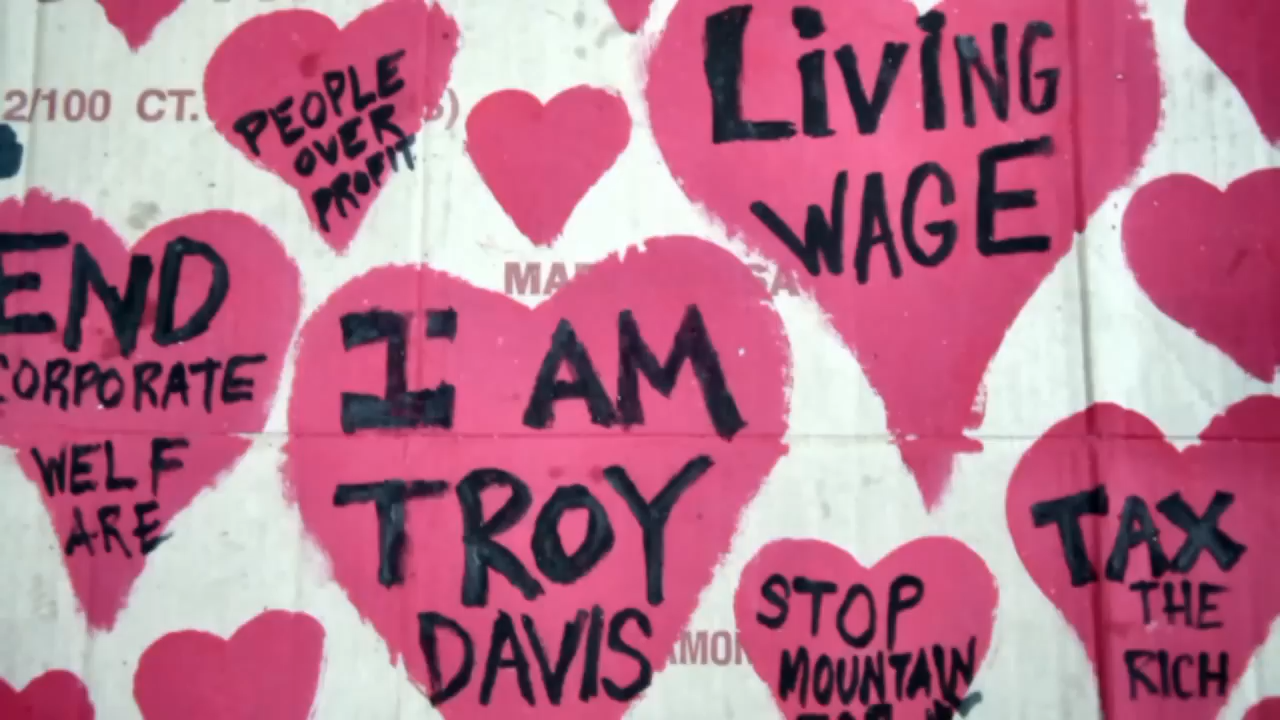 2/100 CT.
PEOPLE
OVER
PROFIT
LiViNG
WAGE
END
CORPORATE
WELF
ARE
I AM
TROY
DAVIS
STOP
MOUNTAIN
TAX
THE
RICH